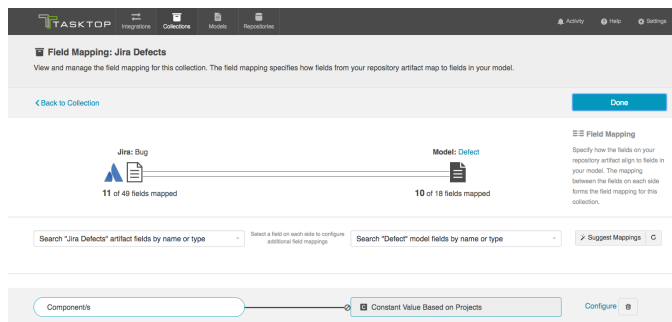 TASKTOP
Integrations
Collections
Models
Repositories
Activity
Help
Settings
Field Mapping: Jira Defects
View and manage the field mapping for this collection. The field mapping specifies how fields from your repository artifact map to fields in your model.
Back to Collection
Done
Field Mapping
Specify how the fields on your
repository artifact align to fields in
your model. The mapping
between the fields on each side
forms the field mapping for this
collection.
Jira: Bug
Model: Defect
11 of 49 fields mapped
10 of 18 fields mapped
Search "Jira Defects" artifact fields by name or type
Select a field on each side to configure
additional field mappings
Search "Defect" model fields by name or type
Suggest Mappings
Component/s
C Constant Value Based on Projects
Configure